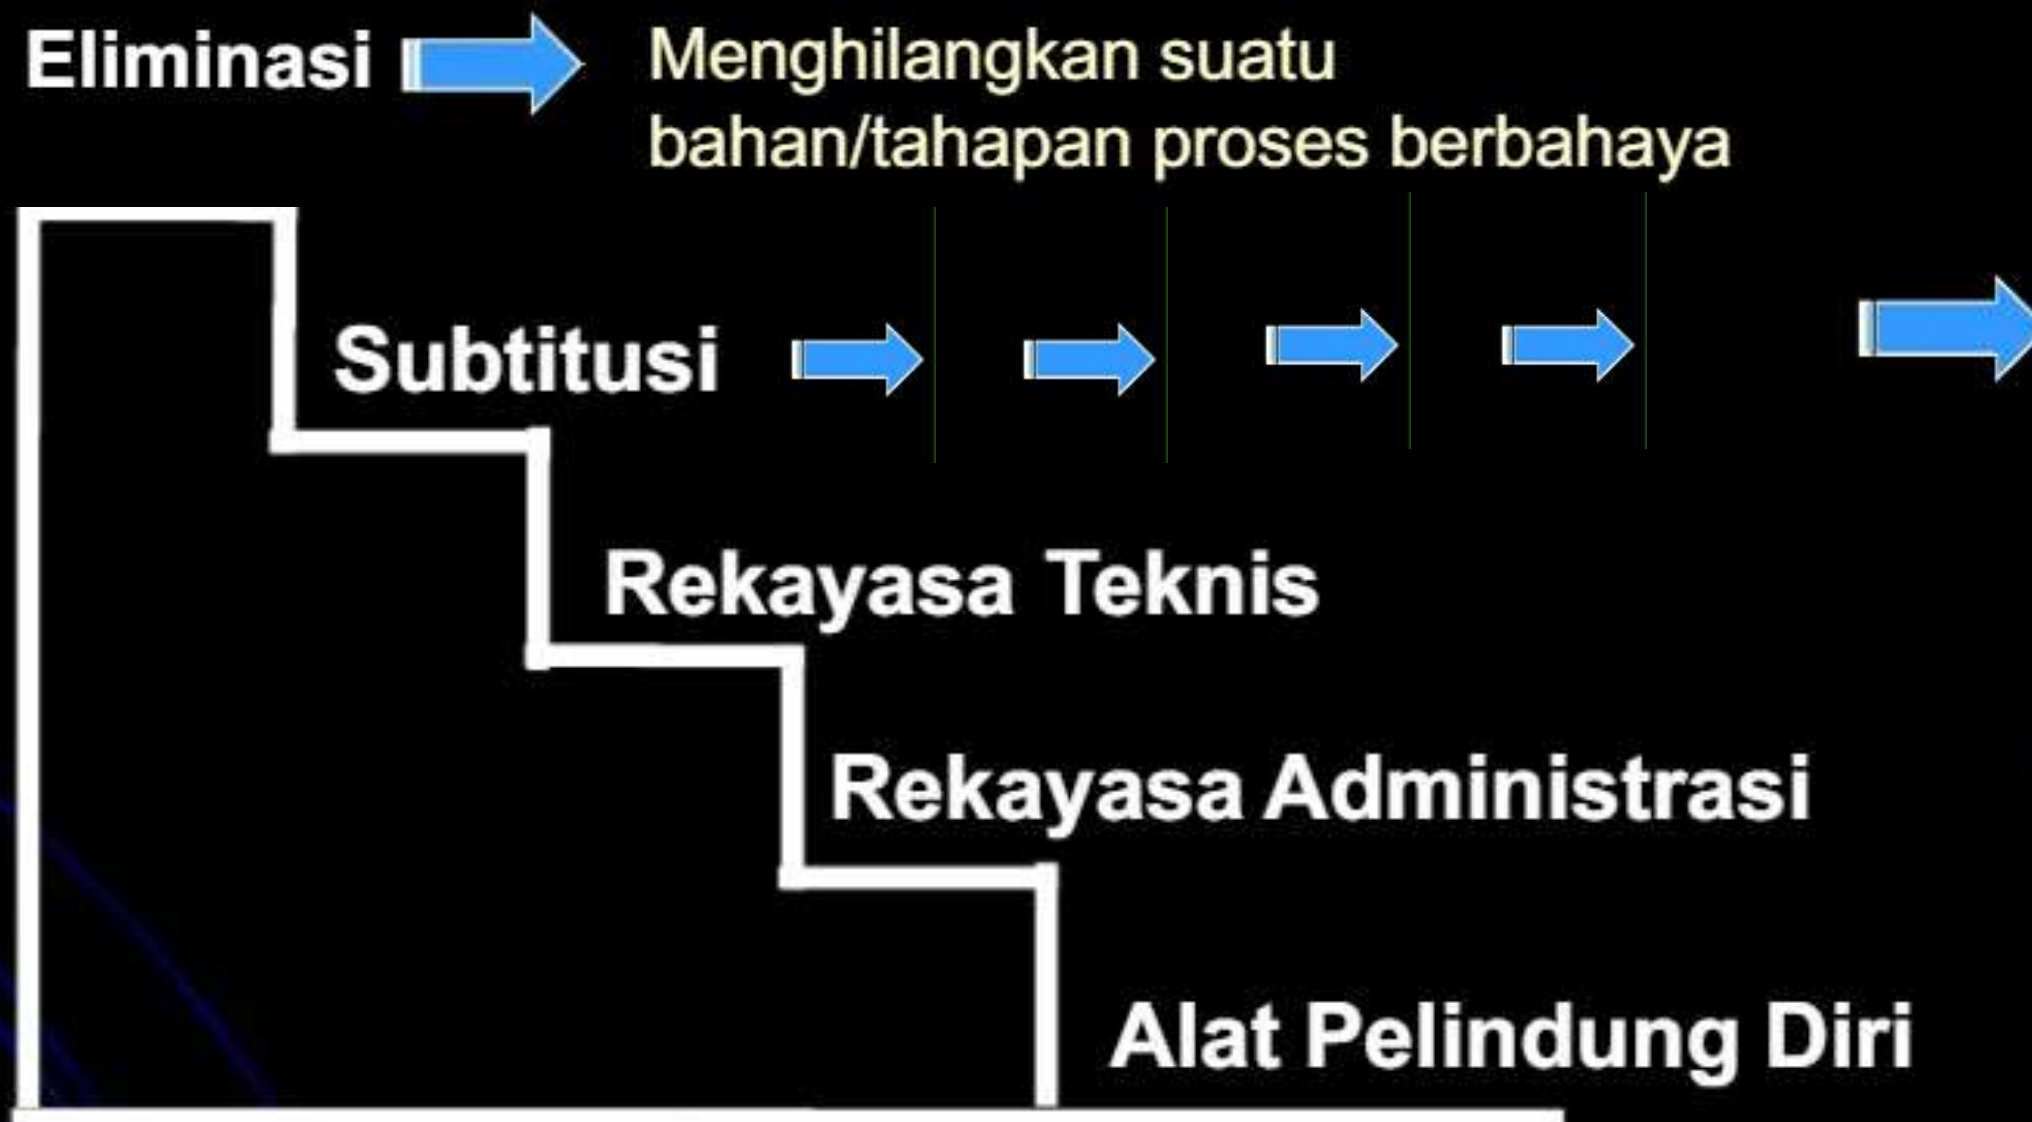 Eliminasi
Menghilangkan suatu
bahan/tahapan proses berbahaya
Subtitusi
Rekayasa Teknis
Rekayasa Administrasi
Alat Pelindung Diri